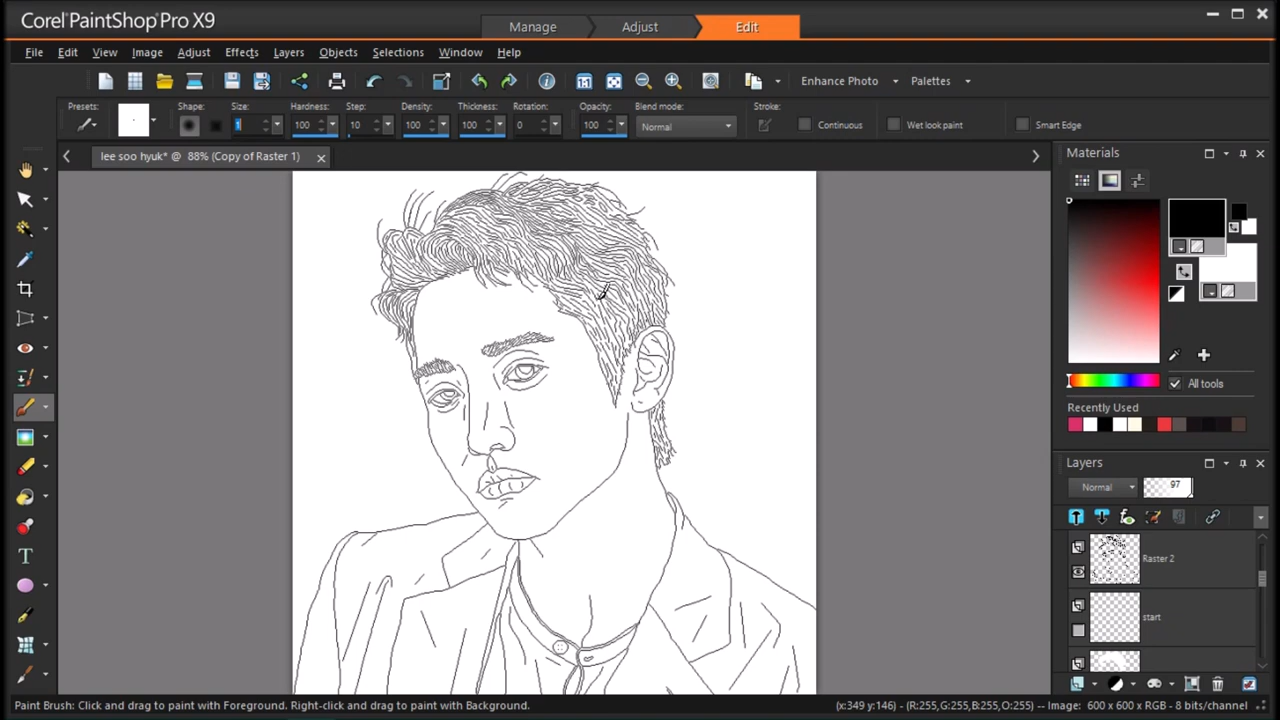 Corel PaintShop Pro X9
Manage Adjust Edit
File Edit View Image Adjust Effects Layers Objects Selections Window Help
Enhance Photo Palettes
Presets: Shape: Size: Hardness: Step: Density: Thickness: Rotation: Opacity: Blend mode: Stroke:
1 100 10 100 100 0 100 Normal Continuous Wet look paint Smart Edge
lee soo hyuk* @ 88% (Copy of Raster 1)
Materials
All tools
Recently Used
Layers
Normal 97
Raster 2
start
Paint Brush: Click and drag to paint with Foreground. Right-click and drag to paint with Background.
(x:349 y:146) - (R:255,G:255,B:255,O:255) -- Image: 600 x 600 x RGB - 8 bits/channel